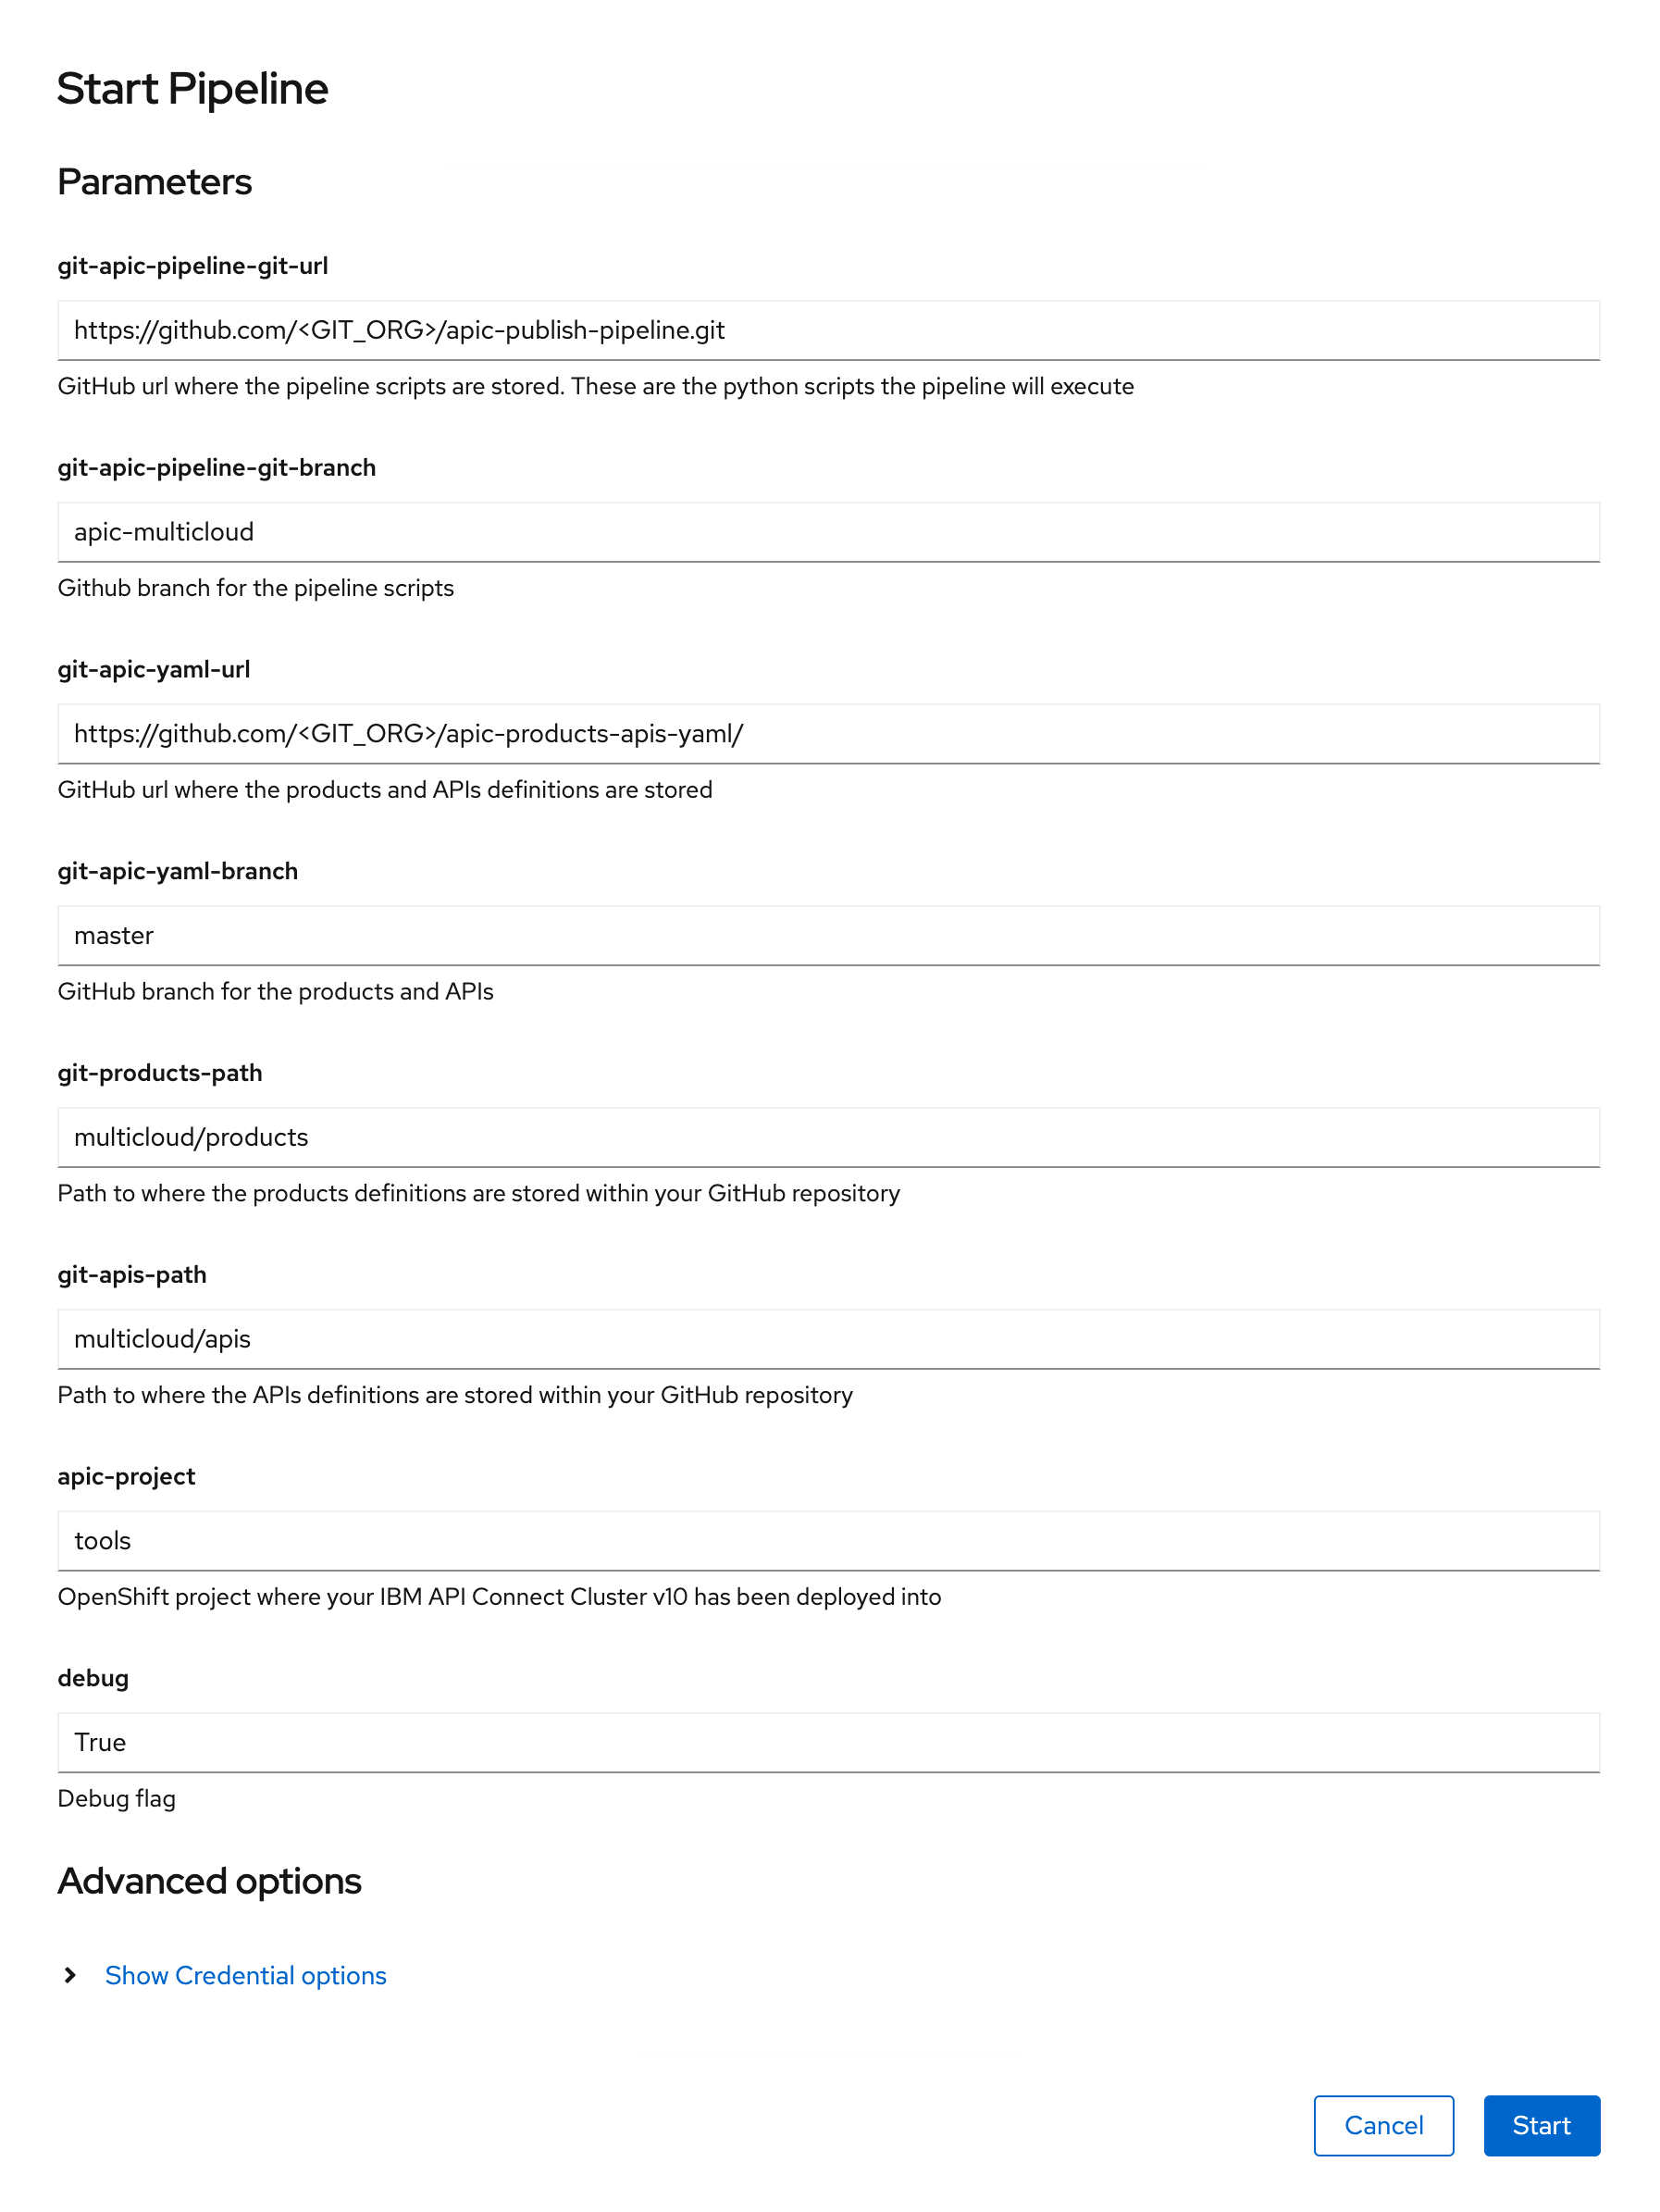 Start Pipeline
Parameters
git-apic-pipeline-git-url
https://github.com/<GIT_ORG>/apic-publish-pipeline.git
GitHub url where the pipeline scripts are stored. These are the python scripts the pipeline will execute
git-apic-pipeline-git-branch
apic-multicloud
Github branch for the pipeline scripts
git-apic-yaml-url
https://github.com/<GIT_ORG>/apic-products-apis-yaml/
GitHub url where the products and APIs definitions are stored
git-apic-yaml-branch
master
GitHub branch for the products and APIs
git-products-path
multicloud/products
Path to where the products definitions are stored within your GitHub repository
git-apis-path
multicloud/apis
Path to where the APIs definitions are stored within your GitHub repository
apic-project
tools
OpenShift project where your IBM API Connect Cluster v10 has been deployed into
debug
True
Debug flag
Advanced options
Show Credential options
Cancel Start